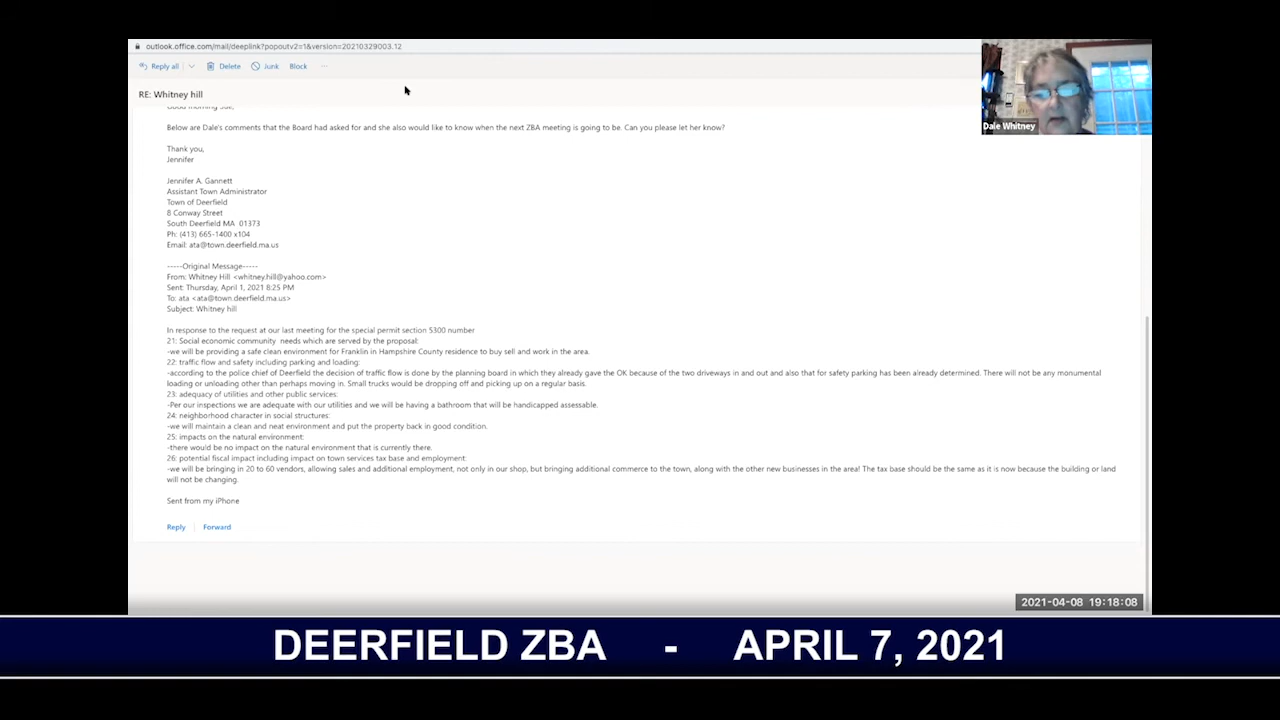 outlook.office.com/mail/deeplink?popoutv2=1&version=20210329003.12
Reply all Delete Junk Block ...
RE: Whitney hill
Good morning Sue,
Below are Dale's comments that the Board had asked for and she also would like to know when the next ZBA meeting is going to be. Can you please let her know?
Thank you,
Jennifer
Jennifer A. Gannett
Assistant Town Administrator
Town of Deerfield
8 Conway Street
South Deerfield MA 01373
Ph: (413) 665-1400 x104
Email: ata@town.deerfield.ma.us
-----Original Message-----
From: Whitney Hill <whitney.hill@yahoo.com>
Sent: Thursday, April 1, 2021 8:25 PM
To: ata <ata@town.deerfield.ma.us>
Subject: Whitney hill
In response to the request at our last meeting for the special permit section 5300 number
21: Social economic community needs which are served by the proposal:
-we will be providing a safe clean environment for Franklin in Hampshire County residence to buy sell and work in the area.
22: traffic flow and safety including parking and loading:
-according to the police chief of Deerfield the decision of traffic flow is done by the planning board in which they already gave the OK because of the two driveways in and out and also that for safety parking has been already determined. There will not be any monumental
loading or unloading other than perhaps moving in. Small trucks would be dropping off and picking up on a regular basis.
23: adequacy of utilities and other public services:
-Per our inspections we are adequate with our utilities and we will be having a bathroom that will be handicapped assessable.
24: neighborhood character in social structures:
-we will maintain a clean and neat environment and put the property back in good condition.
25: impacts on the natural environment:
-there would be no impact on the natural environment that is currently there.
26: potential fiscal impact including impact on town services tax base and employment:
-we will be bringing in 20 to 60 vendors, allowing sales and additional employment, not only in our shop, but bringing additional commerce to the town, along with the other new businesses in the area! The tax base should be the same as it is now because the building or land
will not be changing.
Sent from my iPhone
Reply Forward
Dale Whitney
2021-04-08 19:18:08
DEERFIELD ZBA - APRIL 7, 2021